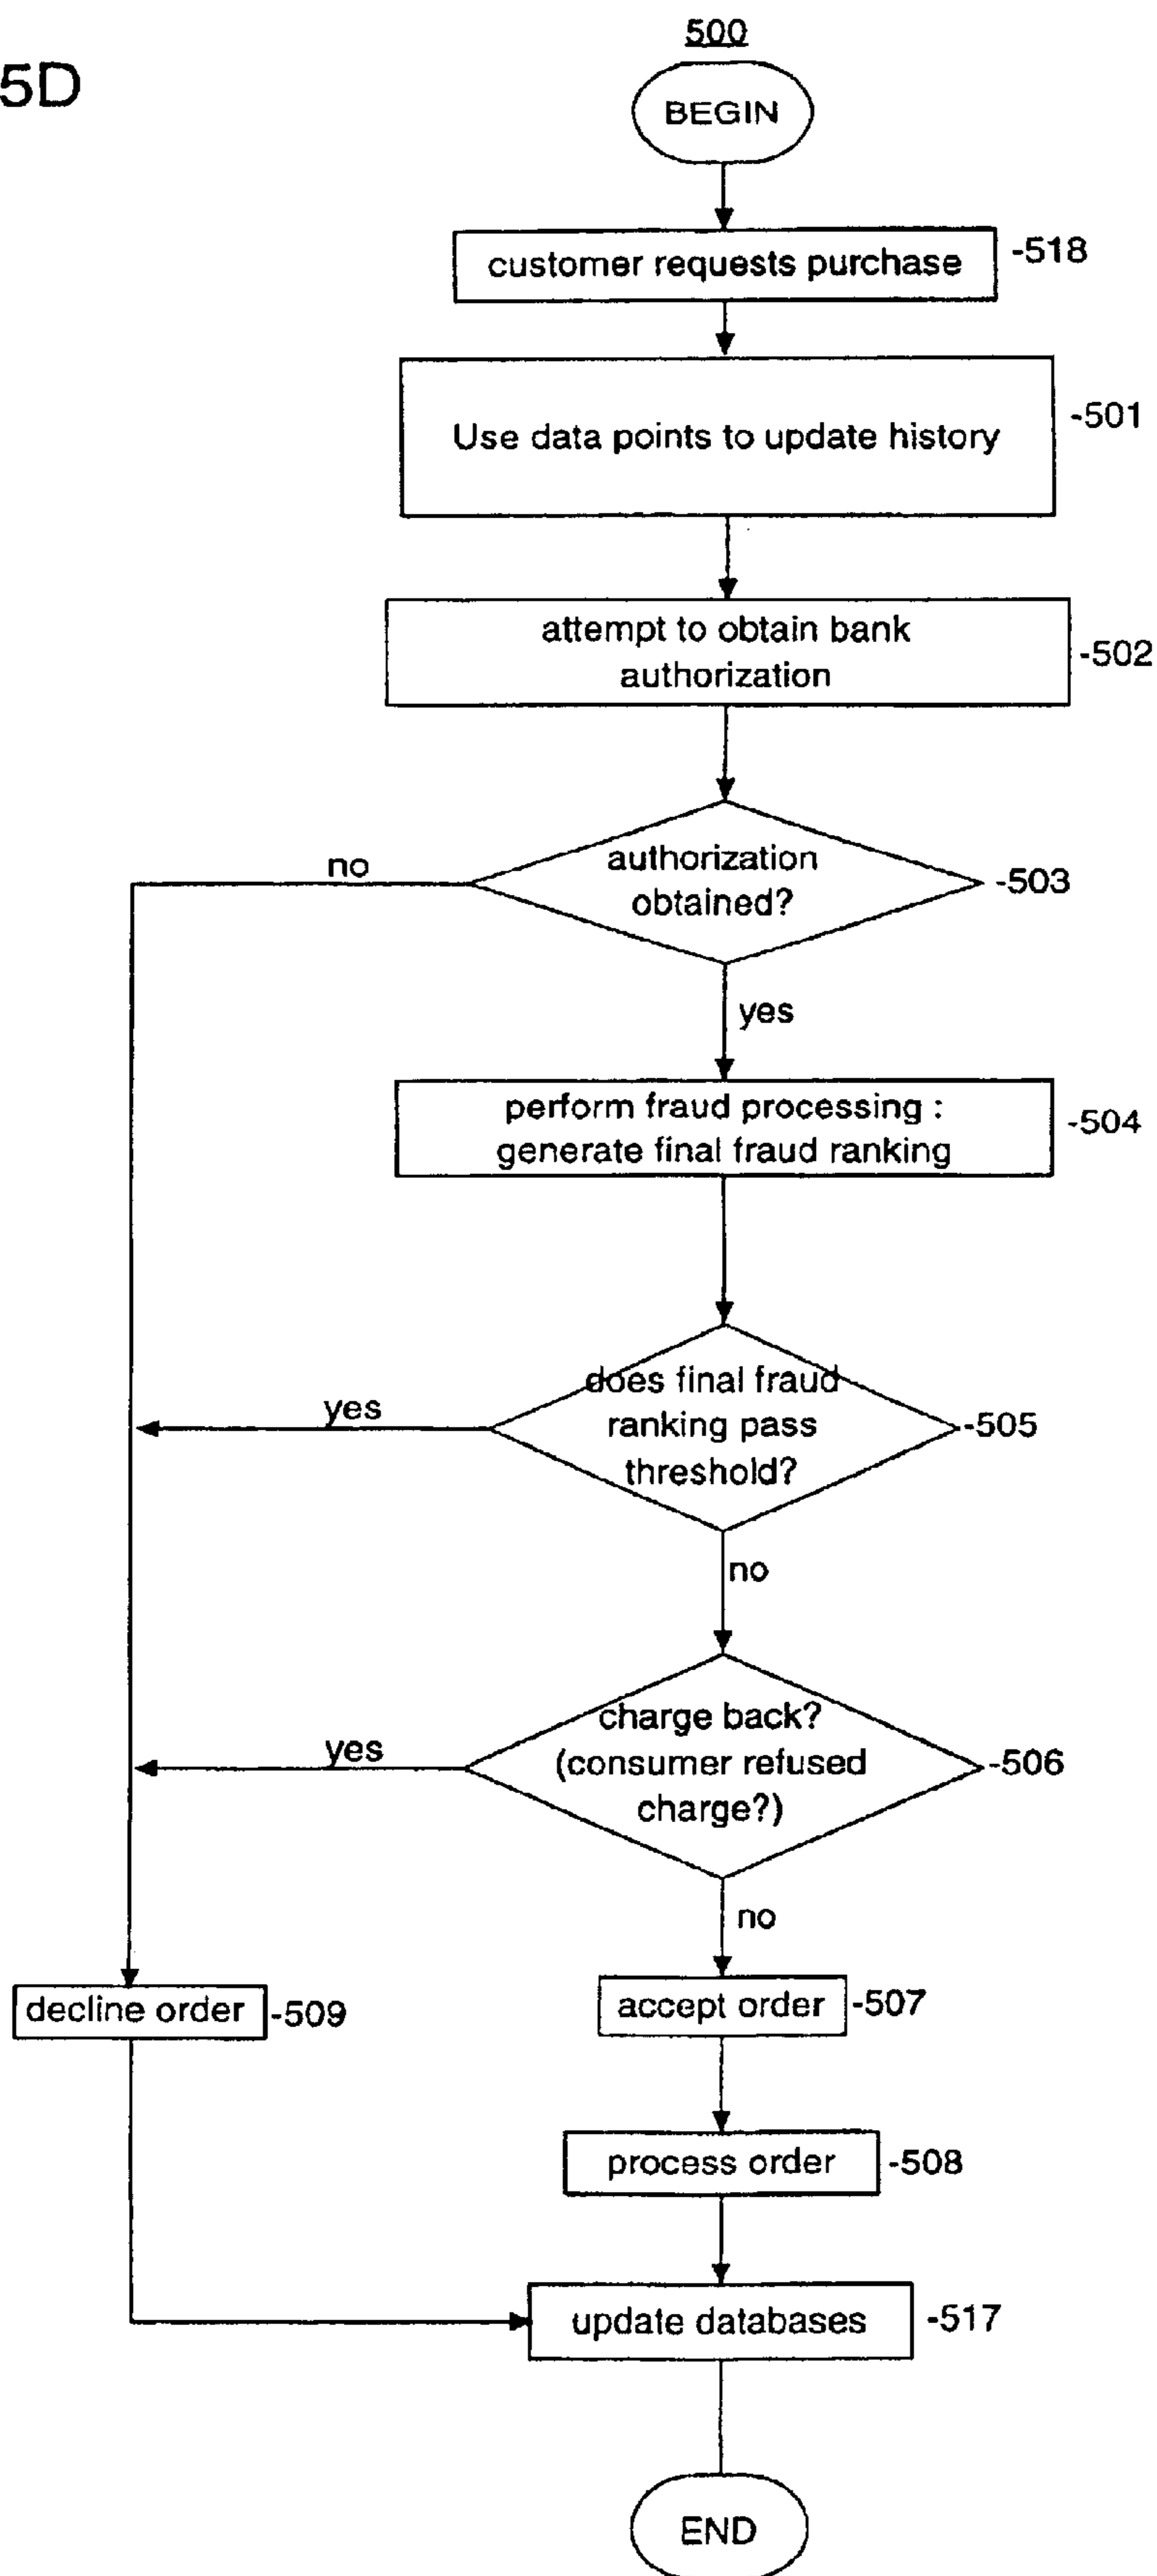 500
5D
BEGIN
customer requests purchase
-518
Use data points to update history
-501
attempt to obtain bank
authorization
-502
authorization
obtained?
-503
no
yes
perform fraud processing :
generate final fraud ranking
-504
does final fraud
ranking pass
threshold?
-505
yes
no
charge back?
(consumer refused
charge?)
-506
yes
no
decline order
-509
accept order
-507
process order
-508
update databases
-517
END